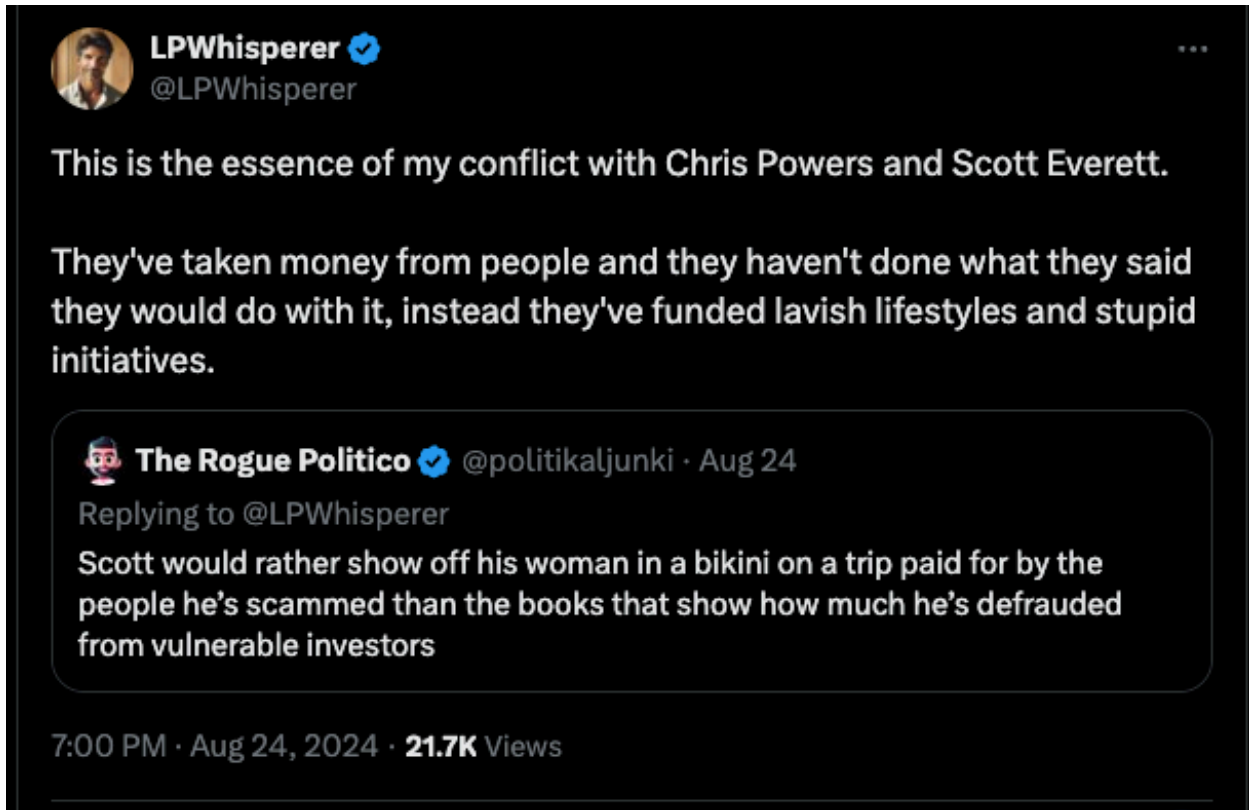 LPWhisperer
@LPWhisperer
This is the essence of my conflict with Chris Powers and Scott Everett.
They've taken money from people and they haven't done what they said
they would do with it, instead they've funded lavish lifestyles and stupid
initiatives.
The Rogue Politico @politikaljunki · Aug 24
Replying to @LPWhisperer
Scott would rather show off his woman in a bikini on a trip paid for by the
people he’s scammed than the books that show how much he’s defrauded
from vulnerable investors
7:00 PM · Aug 24, 2024 · 21.7K Views